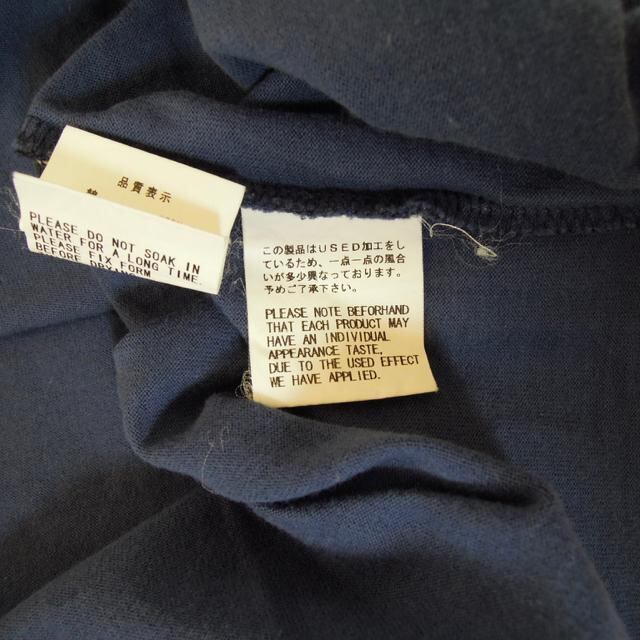 品質表示
PLEASE DO NOT SOAK IN
WATER FOR A LONG TIME.
PLEASE FIX FORM
BEFORE DRY.
この製品はUSED加工をし
ているため、一点一点の風合
いが多少異なっております。
予めご了承下さい。
PLEASE NOTE BEFORHAND
THAT EACH PRODUCT MAY
HAVE AN INDIVIDUAL
APPEARANCE TASTE,
DUE TO THE USED EFFECT
WE HAVE APPLIED.